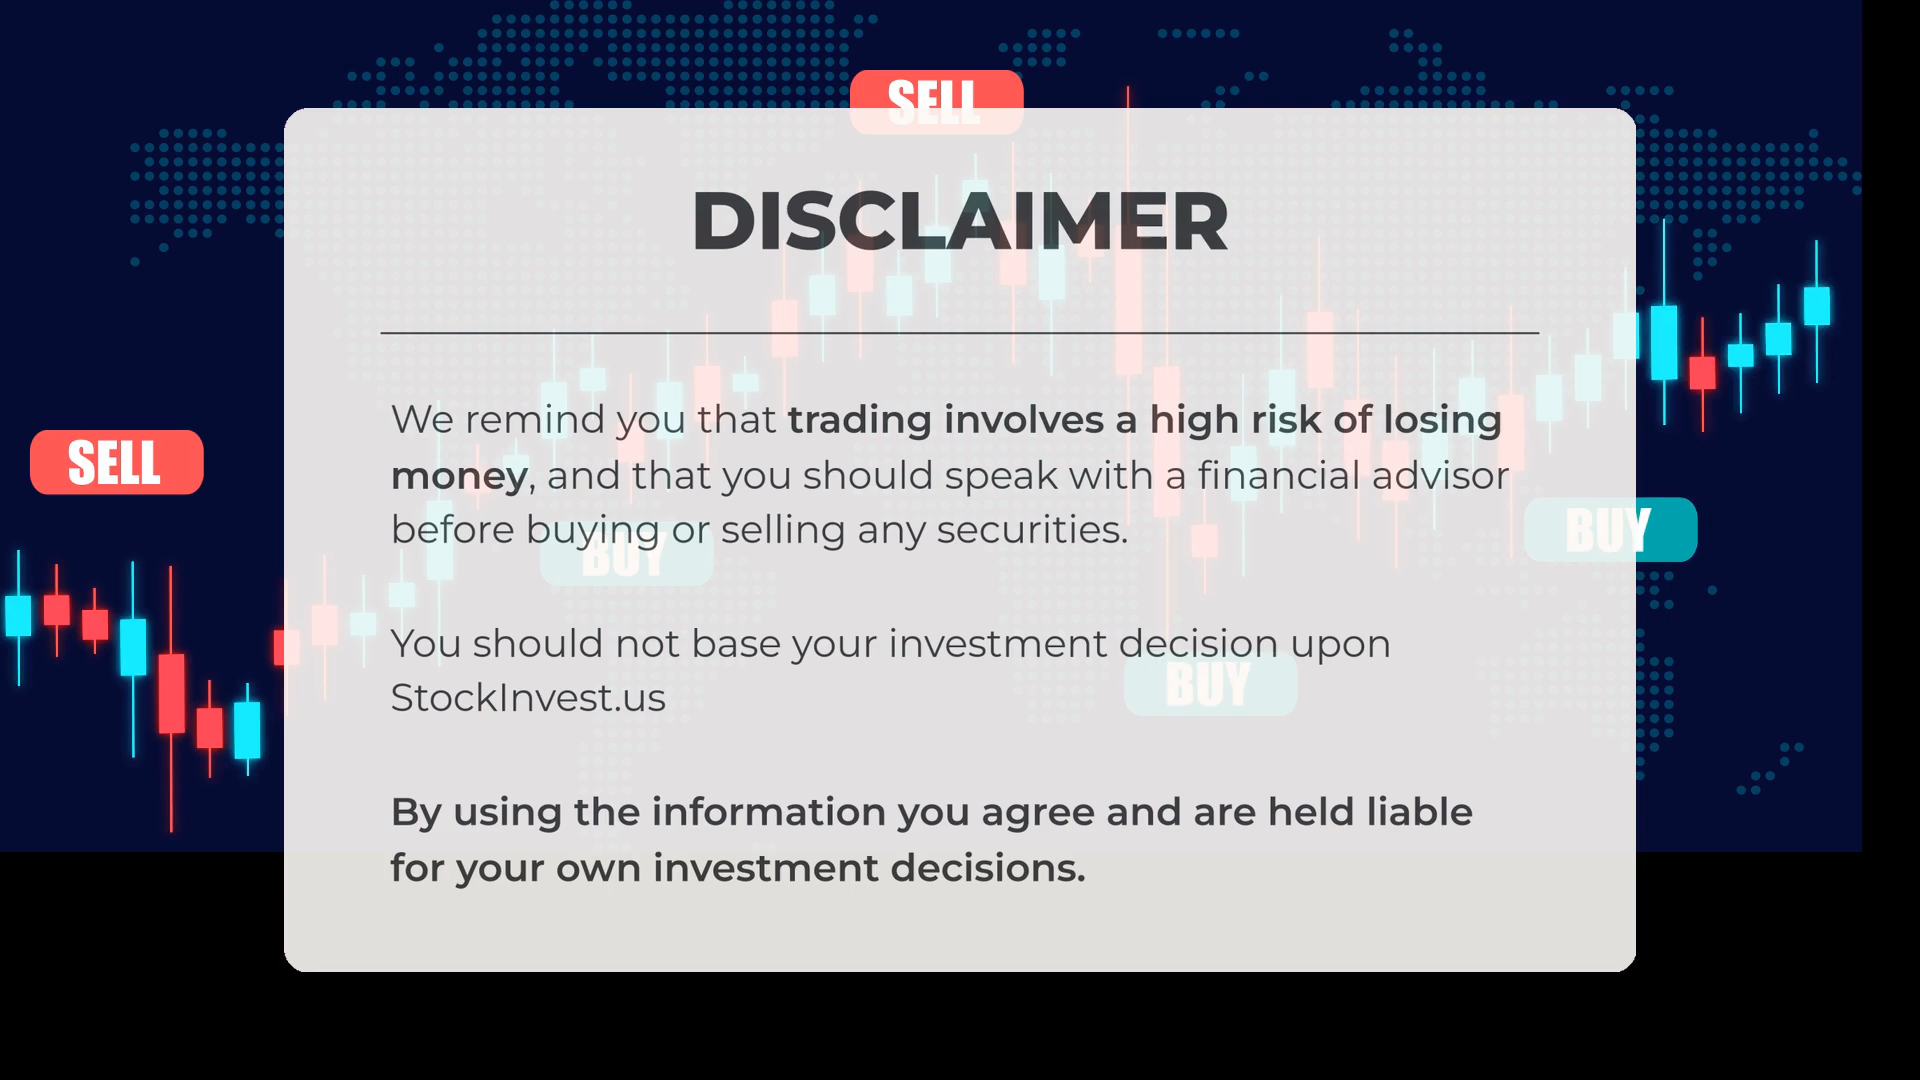 SELL
DISCLAIMER
We remind you that trading involves a high risk of losing
money, and that you should speak with a financial advisor
before buying or selling any securities.
SELL
BUY
BUY
You should not base your investment decision upon
StockInvest.us
BUY
By using the information you agree and are held liable
for your own investment decisions.